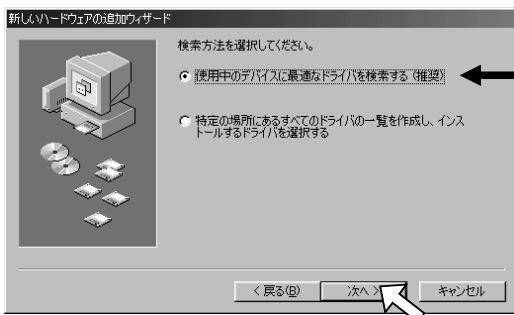 新しいハードウェアの追加ウィザード
検索方法を選択してください。
使用中のデバイスに最適なドライバを検索する (推奨)
特定の場所にあるすべてのドライバの一覧を作成し、インス
トールするドライバを選択する
< 戻る(B)
次へ >
キャンセル